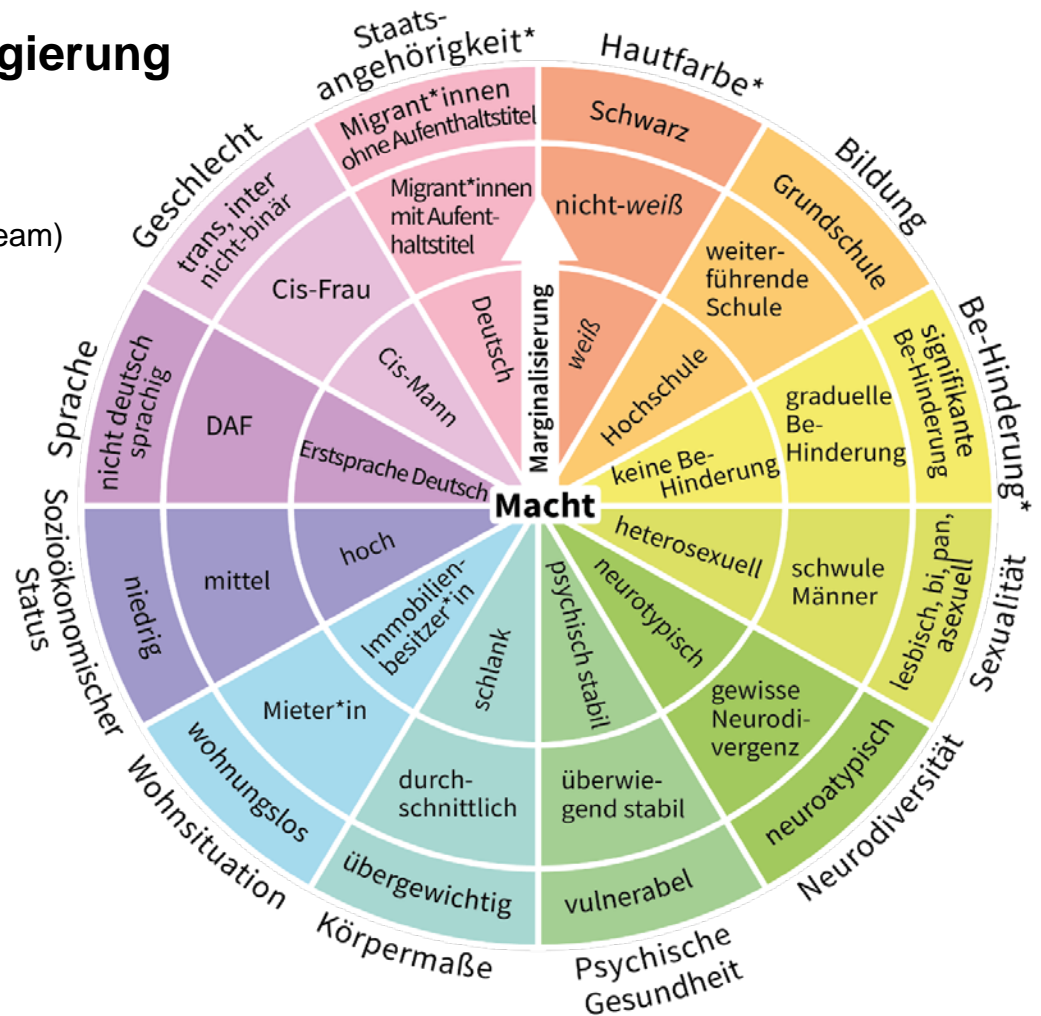 gierung
eam)
Staats-
angehörigkeit*
Migrant*innen
ohne Aufenthaltstitel
Migrant*innen
mit Aufent-
haltstitel
Deutsch
Hautfarbe*
Schwarz
nicht-weiß
weiß
Bildung
Grundschule
weiter-
führende
Schule
Hochschule
Be-Hinderung*
signifikante
Be-Hinderung
graduelle
Be-
Hinderung
keine Be-
Hinderung
Sexualität
lesbisch, bi, pan,
asexuell
schwule
Männer
heterosexuell
Neurodiversität
neuroatypisch
gewisse
Neurodi-
vergenz
neurotypisch
Psychische
Gesundheit
vulnerabel
überwie-
gend stabil
psychisch stabil
Körpermaße
übergewichtig
durch-
schnittlich
schlank
Wohnsituation
wohnungslos
Mieter*in
Immobilien-
besitzer*in
Sozioökonomischer
Status
niedrig
mittel
hoch
Sprache
nicht deutsch
sprachig
DAF
Erstsprache Deutsch
Geschlecht
trans, inter
nicht-binär
Cis-Frau
Cis-Mann
Marginalisierung
Macht